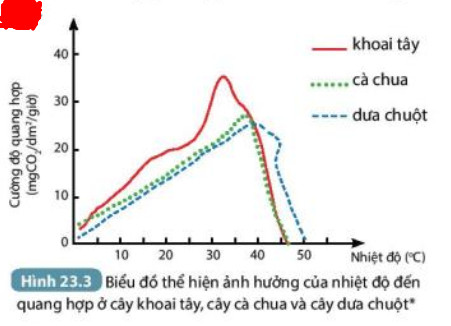 40
30
20
10
0
10 20 30 40 50
Cường độ quang hợp
(mgCO₂/dm²/giờ)
Nhiệt độ (°C)
khoai tây
cà chua
dưa chuột
Hình 23.3 Biểu đồ thể hiện ảnh hưởng của nhiệt độ đến
quang hợp ở cây khoai tây, cây cà chua và cây dưa chuột*